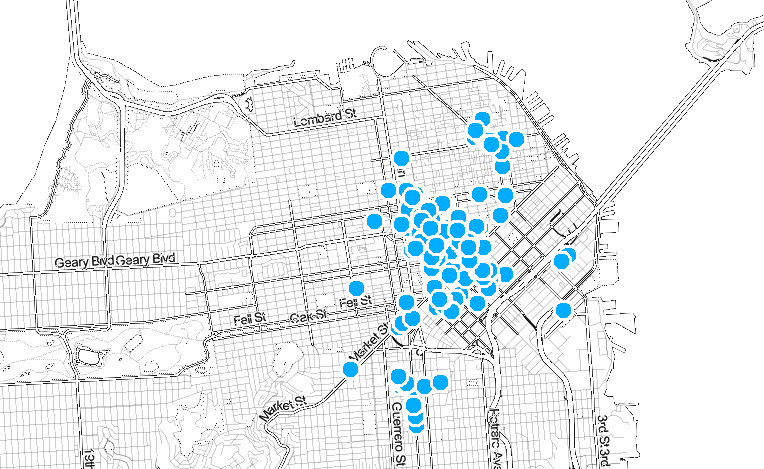 Lombard St
Geary Blvd Geary Blvd
Fell St
Fell St
Oak St
Market St
Market St
Guerrero St
Potrero Ave
3rd St 3rd
19th